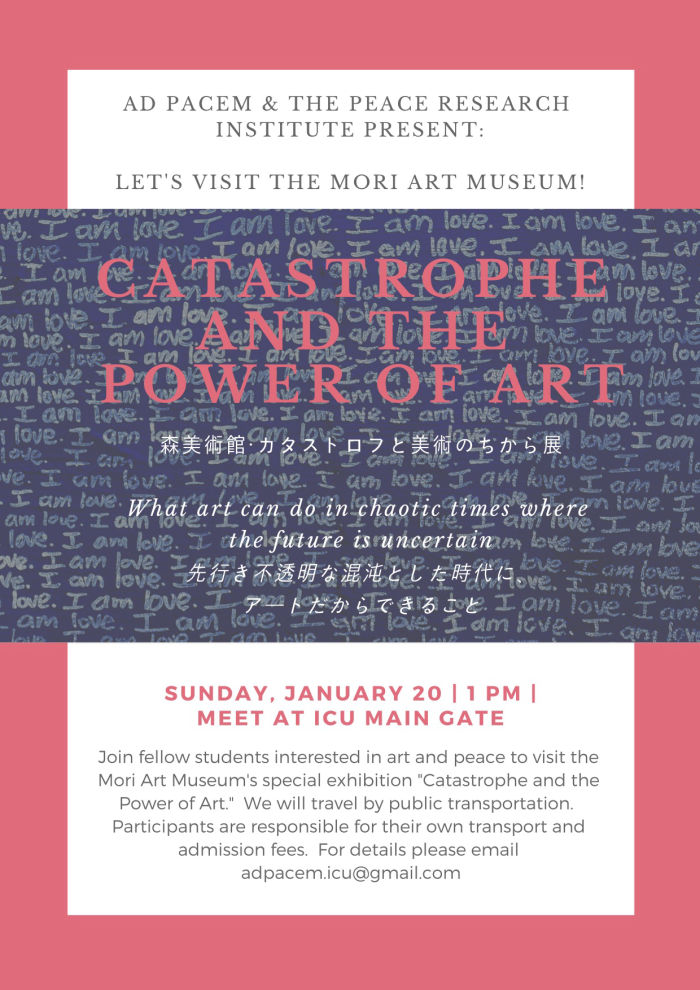 AD PACEM & THE PEACE RESEARCH
INSTITUTE PRESENT:
LET'S VISIT THE MORI ART MUSEUM!
CATASTROPHE
AND THE
POWER OF ART
森美術館·カタストロフと美術のちから展
What art can do in chaotic times where
the future is uncertain
先行き不透明な混沌とした時代に、
アートだからできること
SUNDAY, JANUARY 20 | 1 PM |
MEET AT ICU MAIN GATE
Join fellow students interested in art and peace to visit the
Mori Art Museum's special exhibition "Catastrophe and the
Power of Art."  We will travel by public transportation.
Participants are responsible for their own transport and
admission fees.  For details please email
adpacem.icu@gmail.com